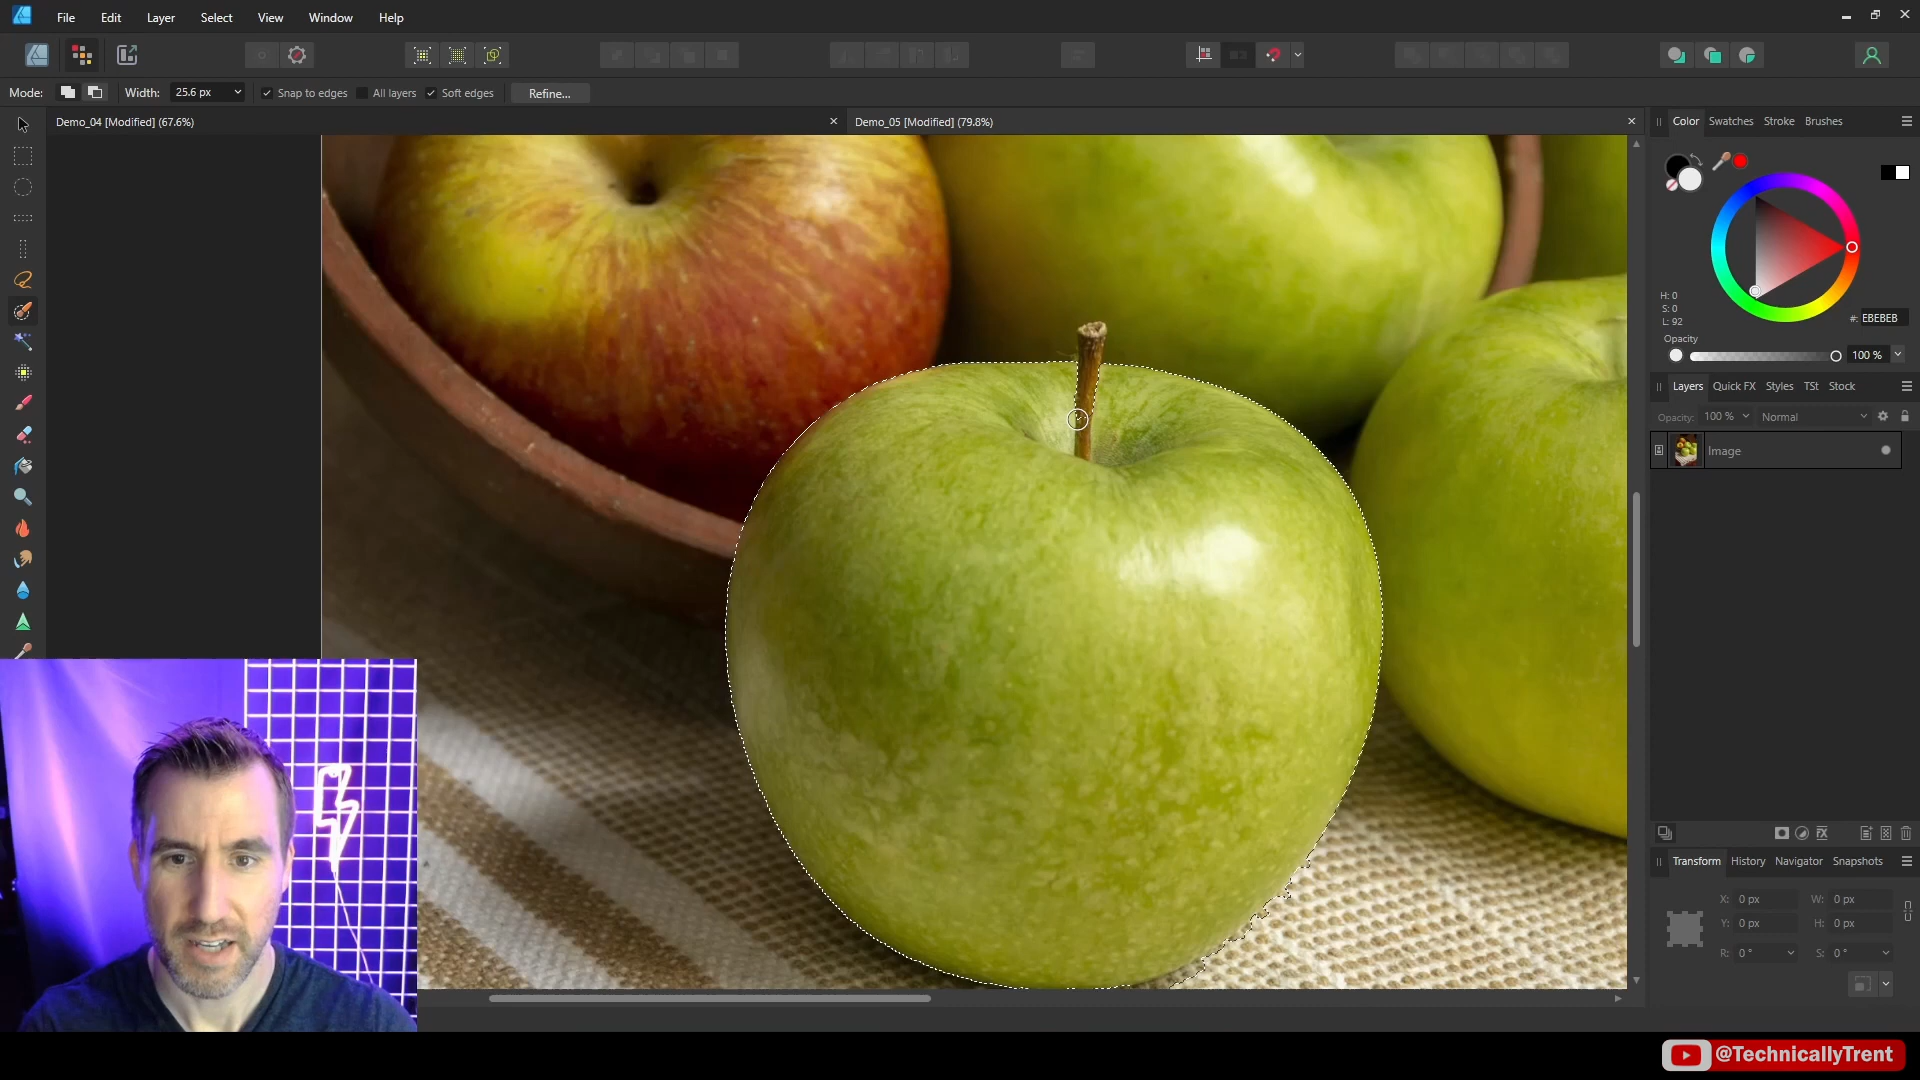 File Edit Layer Select View Window Help
Mode: Width: 25.6 px Snap to edges All layers Soft edges Refine...
Demo_04 [Modified] (67.6%) Demo_05 [Modified] (79.8%)
Color Swatches Stroke Brushes
H: 0
S: 0
L: 92
#: EBEBEB
Opacity
100 %
Layers Quick FX Styles TSt Stock
Opacity: 100 % Normal
Image
Transform History Navigator Snapshots
X: 0 px W: 0 px
Y: 0 px H: 0 px
R: 0 ° S: 0 °
@TechnicallyTrent